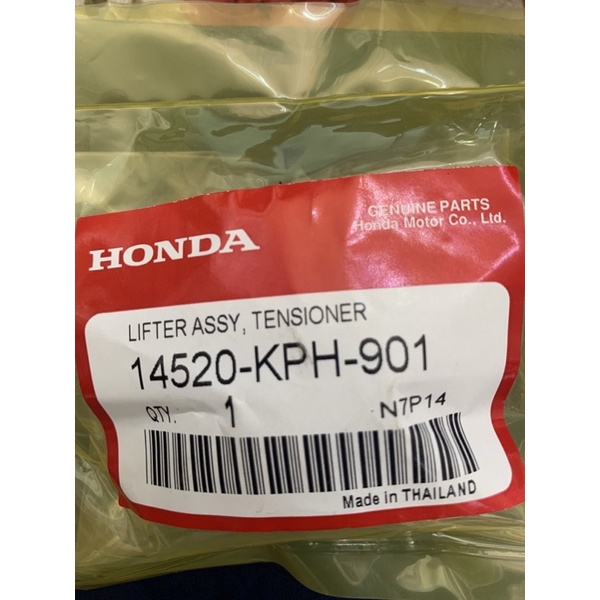 GENUINE PARTS
Honda Motor Co., Ltd.
HONDA
LIFTER ASSY, TENSIONER
14520-KPH-901
QTY. 1 N7P14
Made in THAILAND